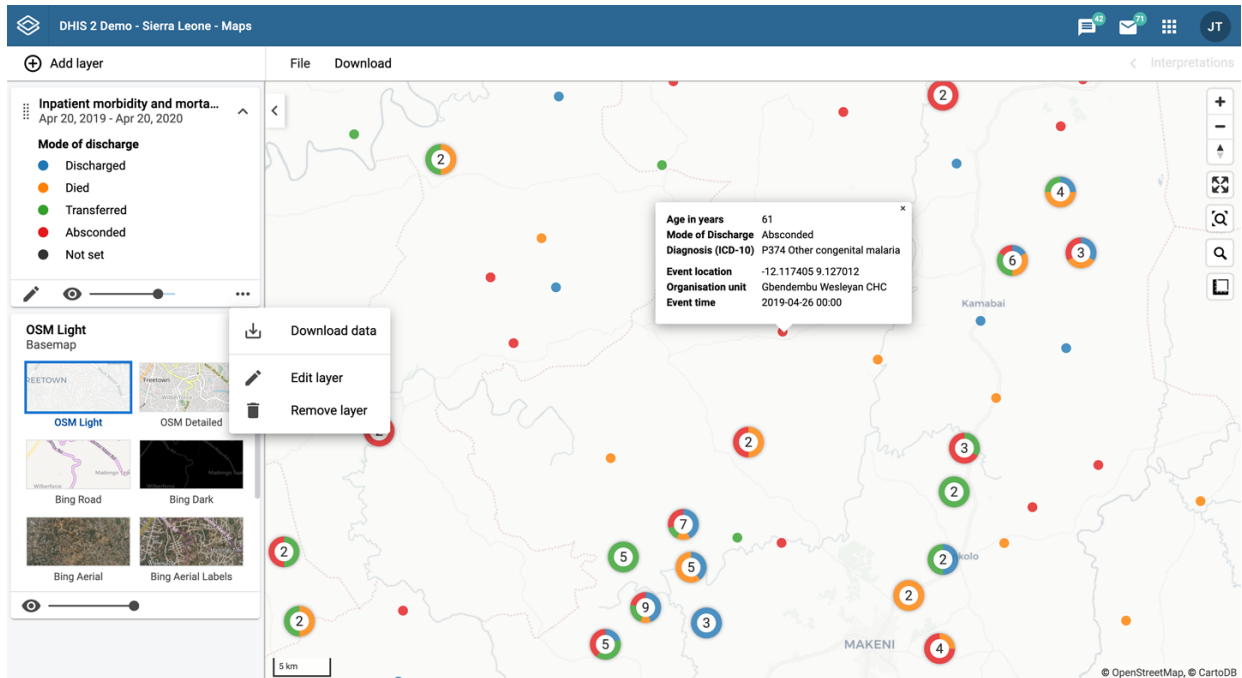 DHIS 2 Demo - Sierra Leone - Maps
42
71
JT
Add layer
File
Download
Interpretations
Inpatient morbidity and morta...
Apr 20, 2019 - Apr 20, 2020
Mode of discharge
Discharged
Died
Transferred
Absconded
Not set
OSM Light
Basemap
OSM Light
OSM Detailed
Bing Road
Bing Dark
Bing Aerial
Bing Aerial Labels
REETOWN
Freetown
Wilberforce
Download data
Edit layer
Remove layer
Age in years 61
Mode of Discharge Absconded
Diagnosis (ICD-10) P374 Other congenital malaria
Event location -12.117405 9.127012
Organisation unit Gbendembu Wesleyan CHC
Event time 2019-04-26 00:00
2
2
4
6
3
Kamabai
2
3
2
7
5
5
2
kolo
2
2
9
3
2
5
MAKENI
4
5 km
© OpenStreetMap, © CartoDB